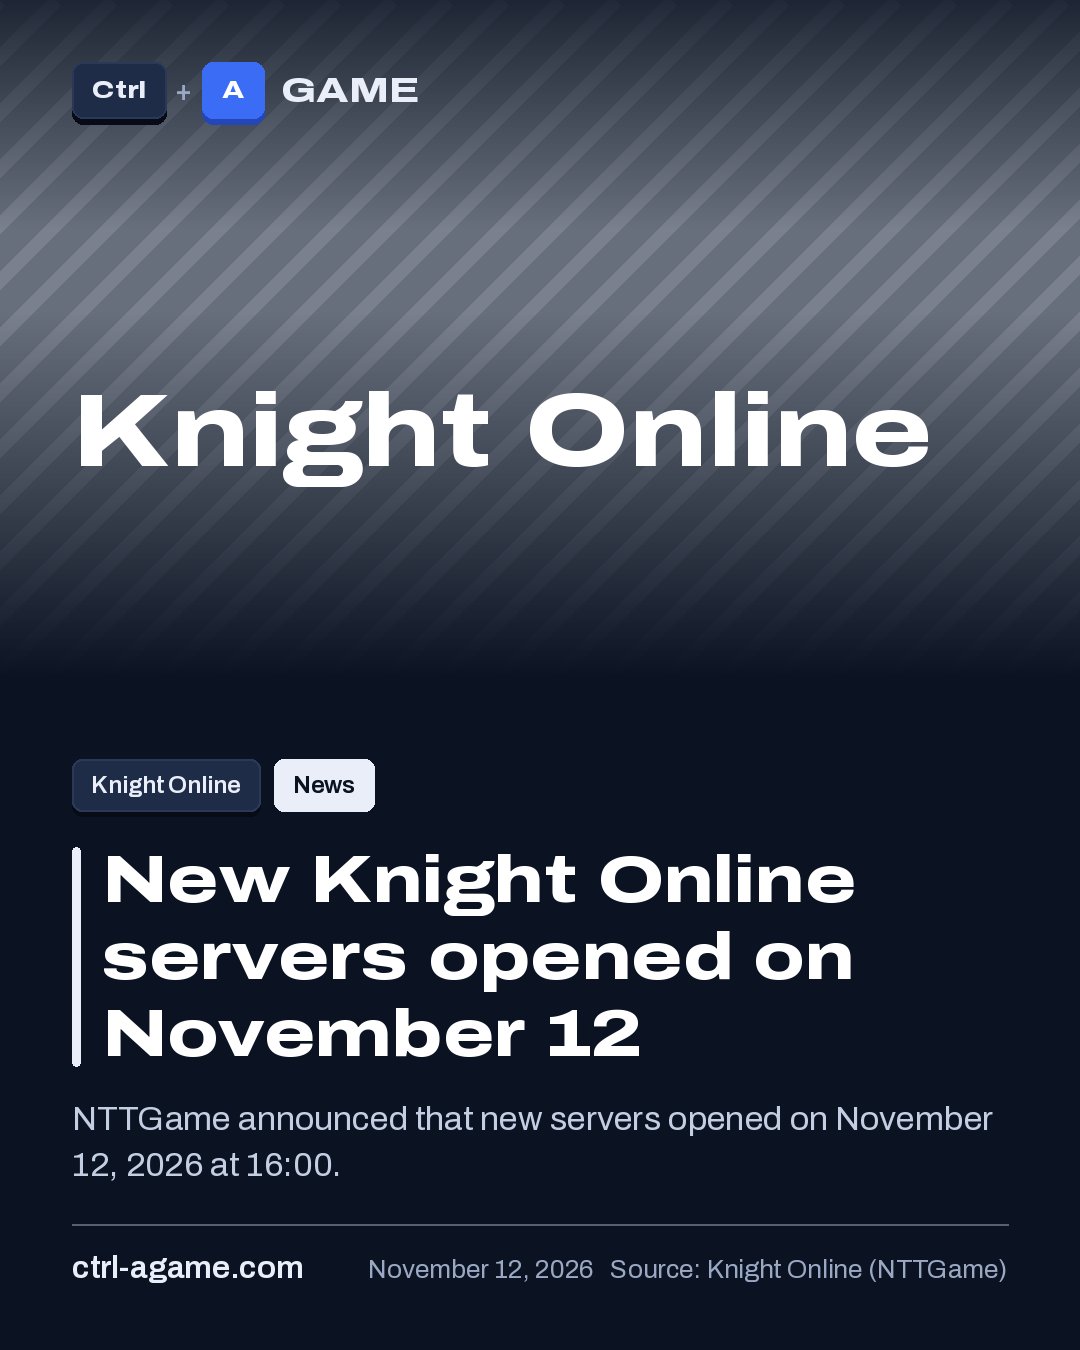 Ctrl + A GAME
Knight Online
Knight Online News
New Knight Online
servers opened on
November 12
NTTGame announced that new servers opened on November
12, 2026 at 16:00.
ctrl-agame.com November 12, 2026 Source: Knight Online (NTTGame)